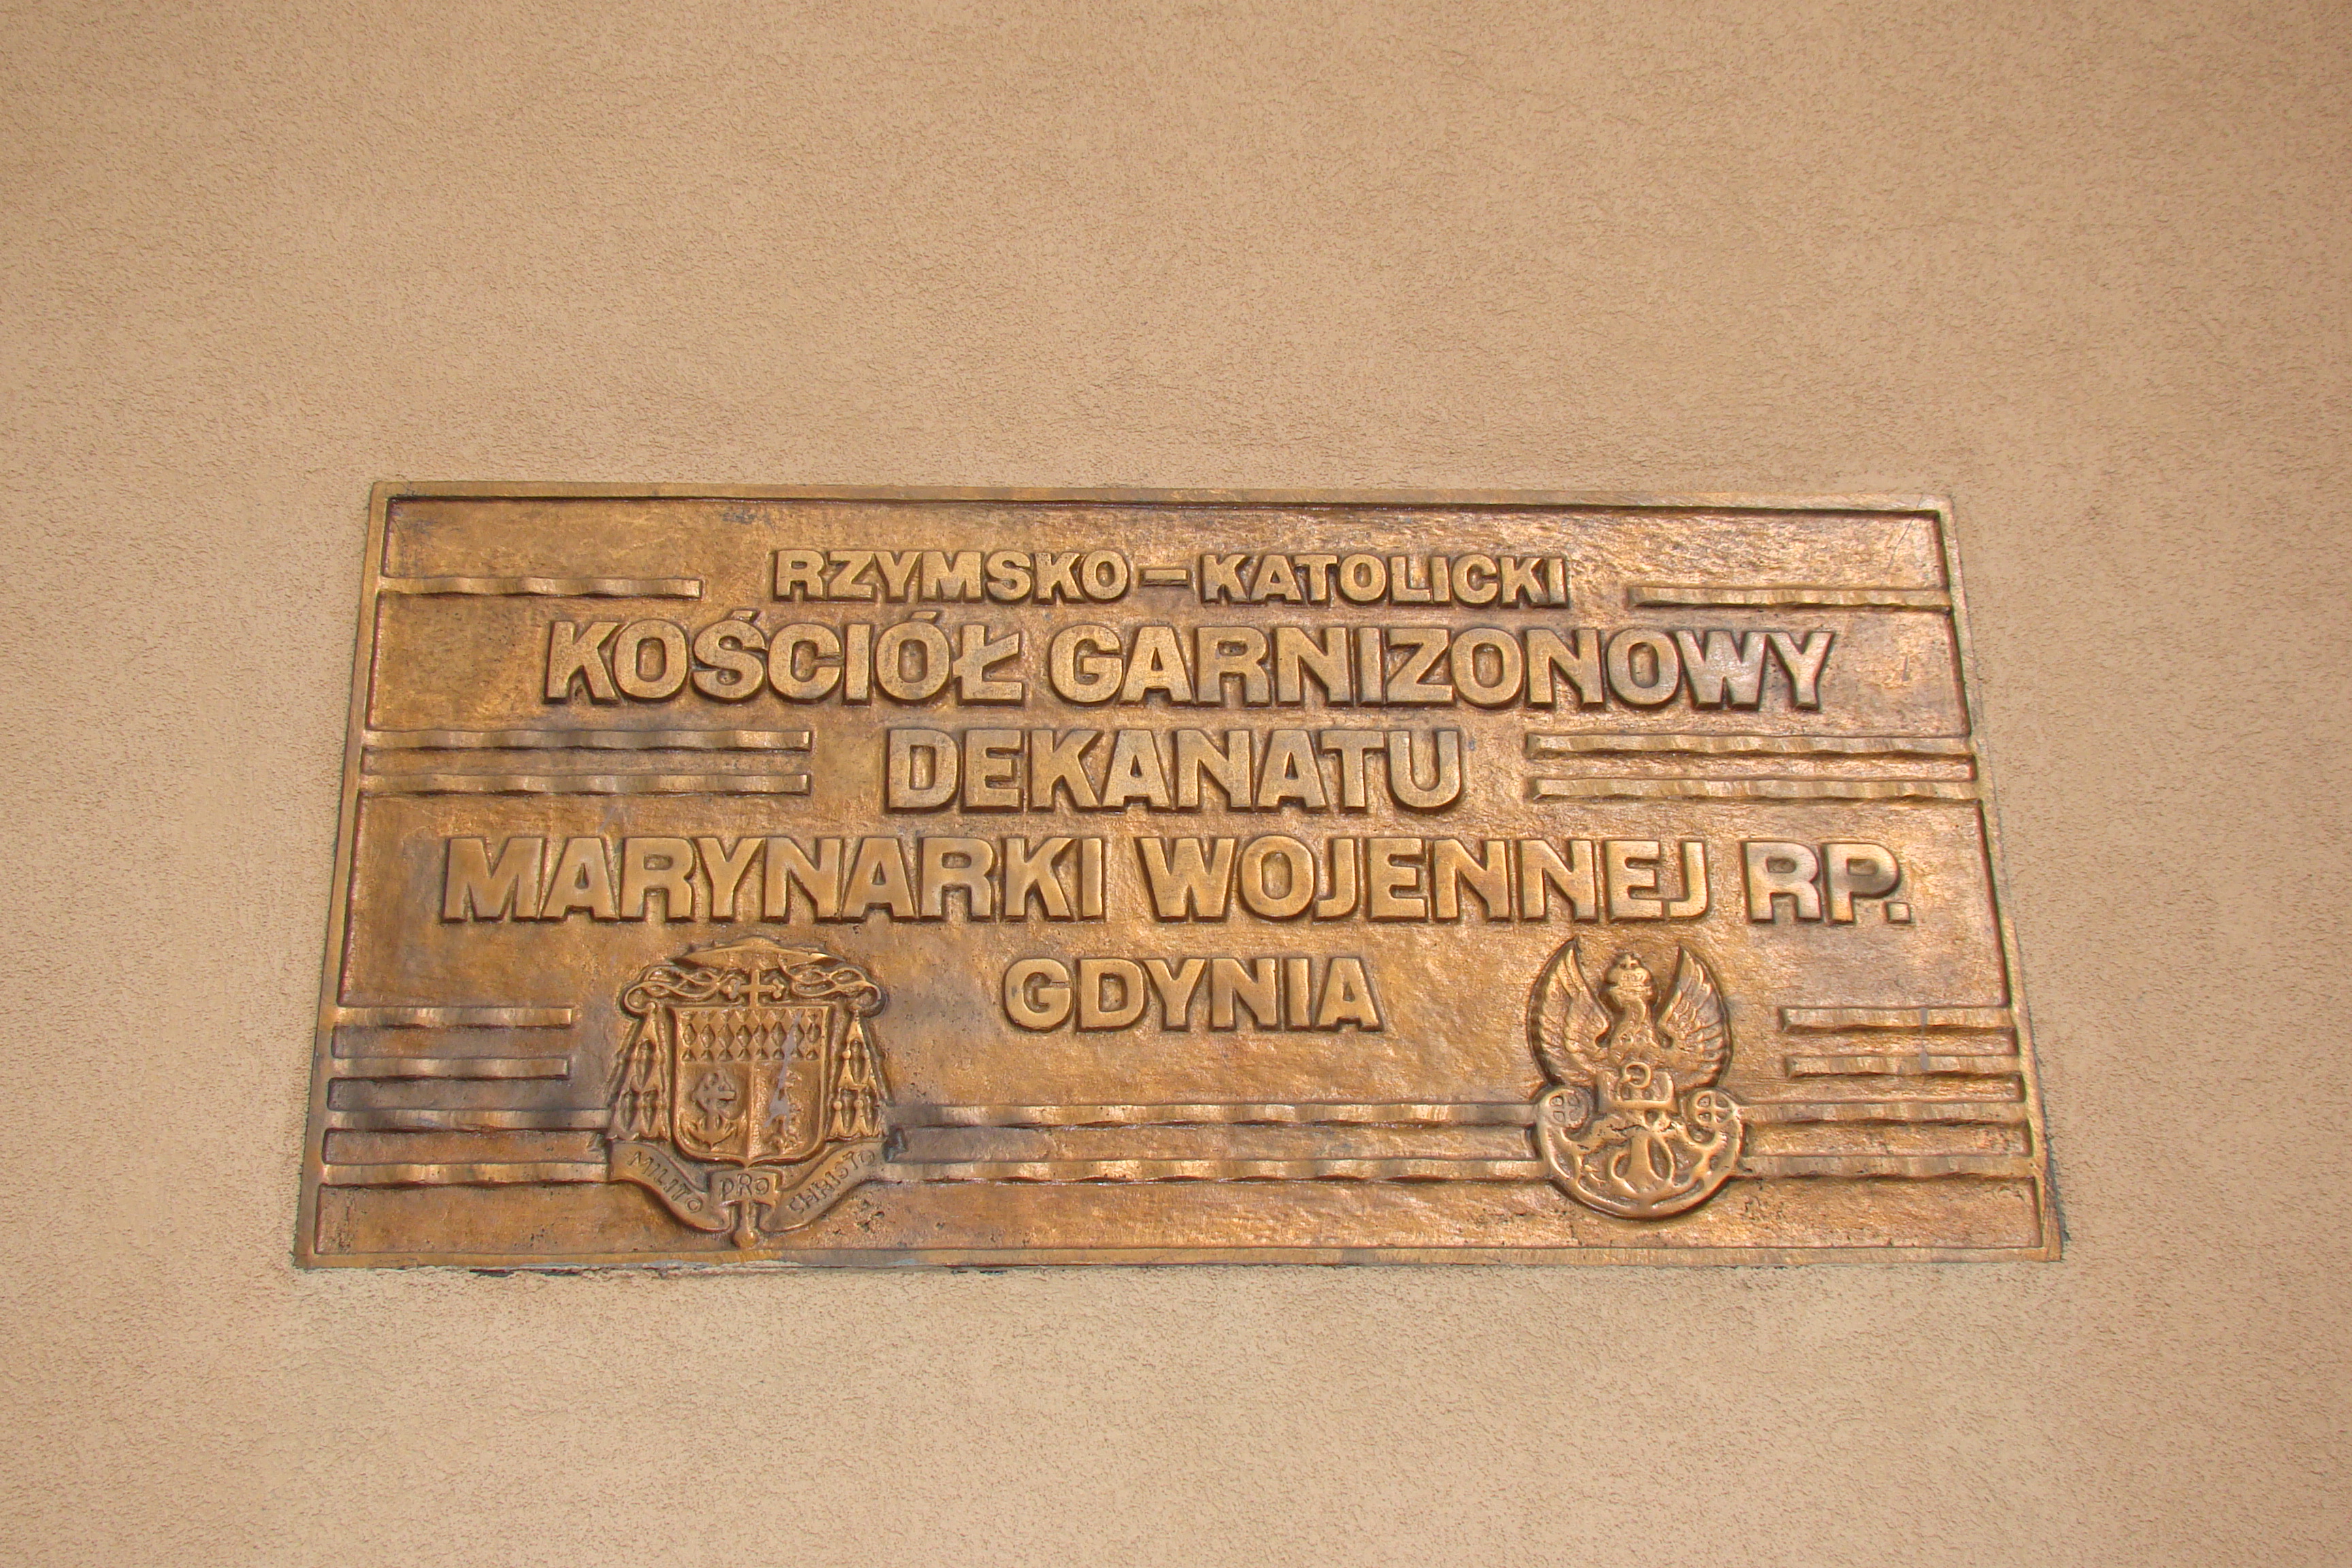 RZYMSKO-KATOLICKI
KOŚCIÓŁ GARNIZONOWY
DEKANATU
MARYNARKI WOJENNEJ RP.
GDYNIA
MILITO PRO CHRISTO